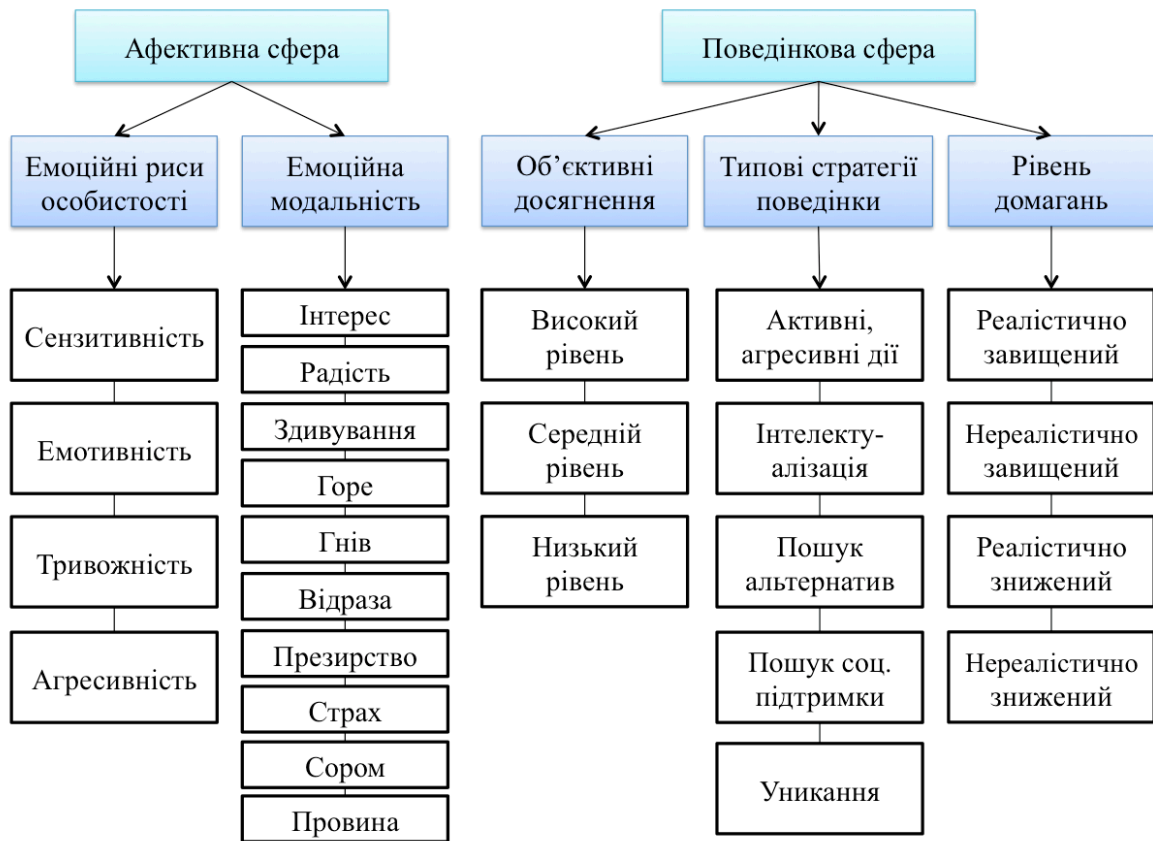 Афективна сфера
Поведінкова сфера
Емоційні риси
особистості
Емоційна
модальність
Об’єктивні
досягнення
Типові стратегії
поведінки
Рівень
домагань
Сензитивність
Емотивність
Тривожність
Агресивність
Інтерес
Радість
Здивування
Горе
Гнів
Відраза
Презирство
Страх
Сором
Провина
Високий
рівень
Середній
рівень
Низький
рівень
Активні,
агресивні дії
Інтелекту-
алізація
Пошук
альтернатив
Пошук соц.
підтримки
Уникання
Реалістично
завищений
Нереалістично
завищений
Реалістично
знижений
Нереалістично
знижений